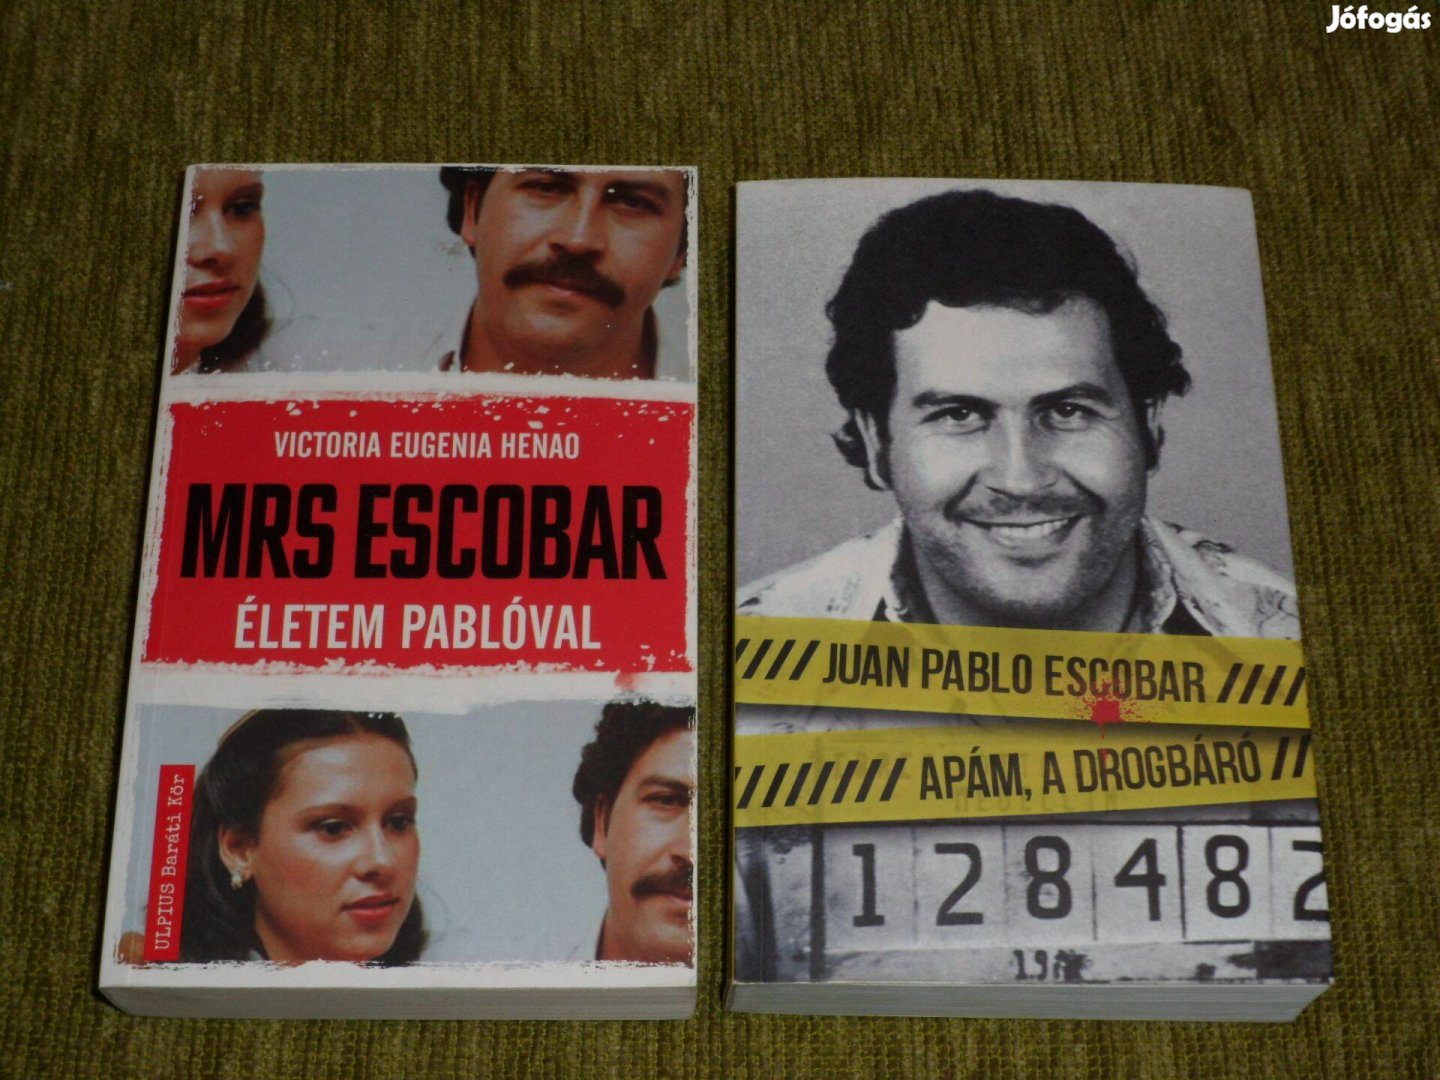 Jófogás
VICTORIA EUGENIA HENAO
MRS ESCOBAR
ÉLETEM PABLÓVAL
ULPIUS Baráti Kör
JUAN PABLO ESCOBAR
APÁM, A DROGBÁRÓ
128482